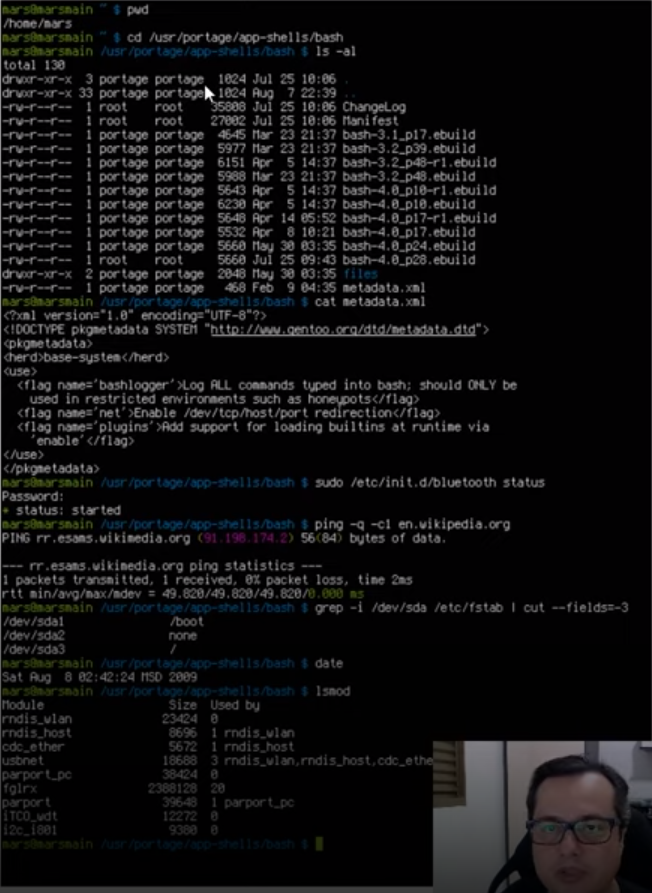 mars@marsmain ~ $ pwd
/home/mars
mars@marsmain ~ $ cd /usr/portage/app-shells/bash
mars@marsmain /usr/portage/app-shells/bash $ ls -al
total 130
drwxr-xr-x 3 portage portage 1024 Jul 25 10:06 .
drwxr-xr-x 33 portage portage 1024 Aug 7 22:39 ..
-rw-r--r-- 1 root root 35808 Jul 25 10:06 ChangeLog
-rw-r--r-- 1 root root 27002 Jul 25 10:06 Manifest
-rw-r--r-- 1 portage portage 4645 Mar 23 21:37 bash-3.1_p17.ebuild
-rw-r--r-- 1 portage portage 5977 Mar 23 21:37 bash-3.2_p39.ebuild
-rw-r--r-- 1 portage portage 6151 Apr 5 14:37 bash-3.2_p48-r1.ebuild
-rw-r--r-- 1 portage portage 5988 Mar 23 21:37 bash-3.2_p48.ebuild
-rw-r--r-- 1 portage portage 5643 Apr 5 14:37 bash-4.0_p10-r1.ebuild
-rw-r--r-- 1 portage portage 6230 Apr 5 14:37 bash-4.0_p10.ebuild
-rw-r--r-- 1 portage portage 5648 Apr 14 05:52 bash-4.0_p17-r1.ebuild
-rw-r--r-- 1 portage portage 5532 Apr 8 10:21 bash-4.0_p17.ebuild
-rw-r--r-- 1 portage portage 5660 May 30 03:35 bash-4.0_p24.ebuild
-rw-r--r-- 1 root root 5660 Jul 25 09:43 bash-4.0_p28.ebuild
drwxr-xr-x 2 portage portage 2048 May 30 03:35 files
-rw-r--r-- 1 portage portage 468 Feb 9 04:35 metadata.xml
mars@marsmain /usr/portage/app-shells/bash $ cat metadata.xml
<?xml version="1.0" encoding="UTF-8"?>
<!DOCTYPE pkgmetadata SYSTEM "http://www.gentoo.org/dtd/metadata.dtd">
<pkgmetadata>
<herd>base-system</herd>
<use>
<flag name='bashlogger'>Log ALL commands typed into bash; should ONLY be
used in restricted environments such as honeypots</flag>
<flag name='net'>Enable /dev/tcp/host/port redirection</flag>
<flag name='plugins'>Add support for loading builtins at runtime via
'enable'</flag>
</use>
</pkgmetadata>
mars@marsmain /usr/portage/app-shells/bash $ sudo /etc/init.d/bluetooth status
Password:
* status: started
mars@marsmain /usr/portage/app-shells/bash $ ping -q -c1 en.wikipedia.org
PING rr.esams.wikimedia.org (91.198.174.2) 56(84) bytes of data.

--- rr.esams.wikimedia.org ping statistics ---
1 packets transmitted, 1 received, 0% packet loss, time 2ms
rtt min/avg/max/mdev = 49.820/49.820/49.820/0.000 ms
mars@marsmain /usr/portage/app-shells/bash $ grep -i /dev/sda /etc/fstab | cut --fields=-3
/dev/sda1 /boot
/dev/sda2 none
/dev/sda3 /
mars@marsmain /usr/portage/app-shells/bash $ date
Sat Aug 8 02:42:24 MSD 2009
mars@marsmain /usr/portage/app-shells/bash $ lsmod
Module Size Used by
rndis_wlan 23424 0
rndis_host 8696 1 rndis_wlan
cdc_ether 5672 1 rndis_host
usbnet 18688 3 rndis_wlan,rndis_host,cdc_ethe
parport_pc 38424 0
fglrx 2388128 20
parport 39648 1 parport_pc
iTCO_wdt 12272 0
i2c_i801 9380 0
mars@marsmain /usr/portage/app-shells/bash $